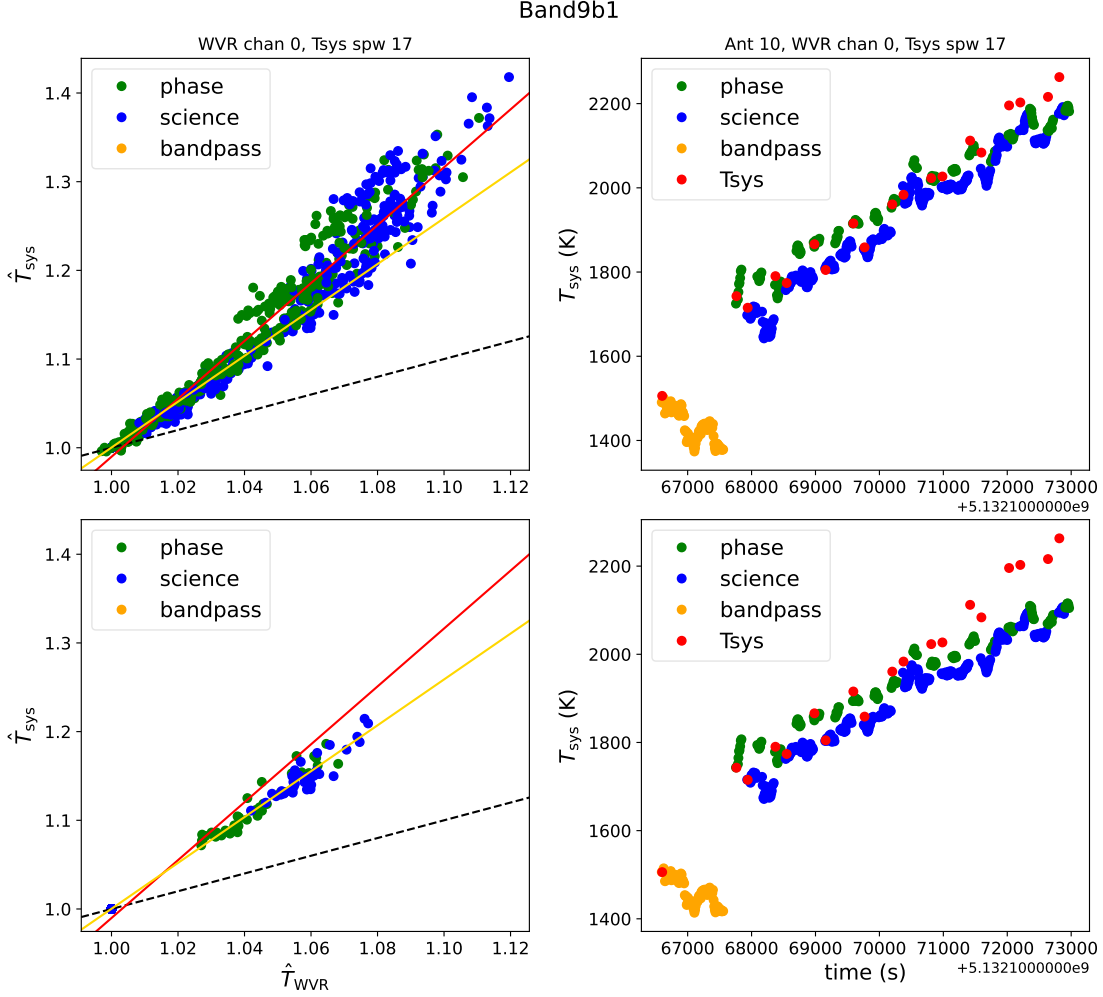 Band9b1
WVR chan 0, Tsys spw 17
Ant 10, WVR chan 0, Tsys spw 17
phase
science
bandpass
T̂sys
1.4
1.3
1.2
1.1
1.0
1.00 1.02 1.04 1.06 1.08 1.10 1.12
phase
science
bandpass
Tsys
Tsys (K)
2200
2000
1800
1600
1400
67000 68000 69000 70000 71000 72000 73000
+5.1321000000e9
phase
science
bandpass
T̂sys
1.4
1.3
1.2
1.1
1.0
1.00 1.02 1.04 1.06 1.08 1.10 1.12
T̂WVR
phase
science
bandpass
Tsys
Tsys (K)
2200
2000
1800
1600
1400
67000 68000 69000 70000 71000 72000 73000
time (s)
+5.1321000000e9